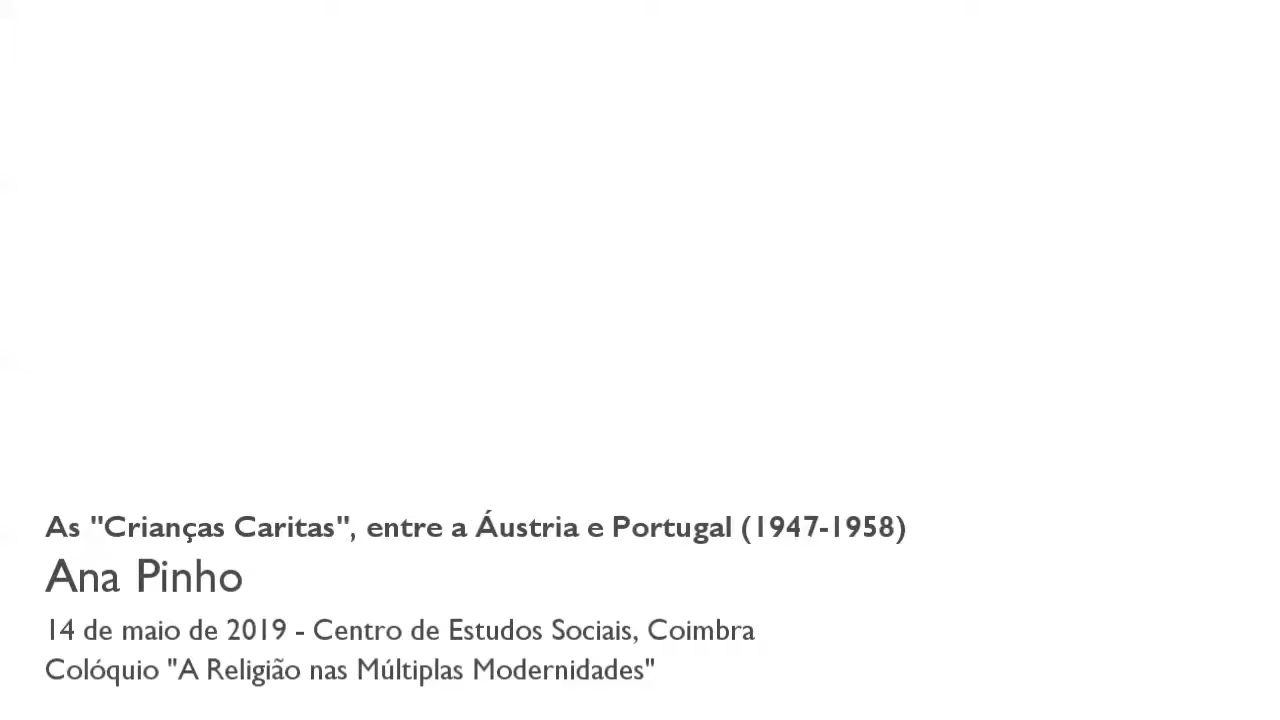 As "Crianças Caritas", entre a Áustria e Portugal (1947-1958)
Ana Pinho
14 de maio de 2019 - Centro de Estudos Sociais, Coimbra
Colóquio "A Religião nas Múltiplas Modernidades"